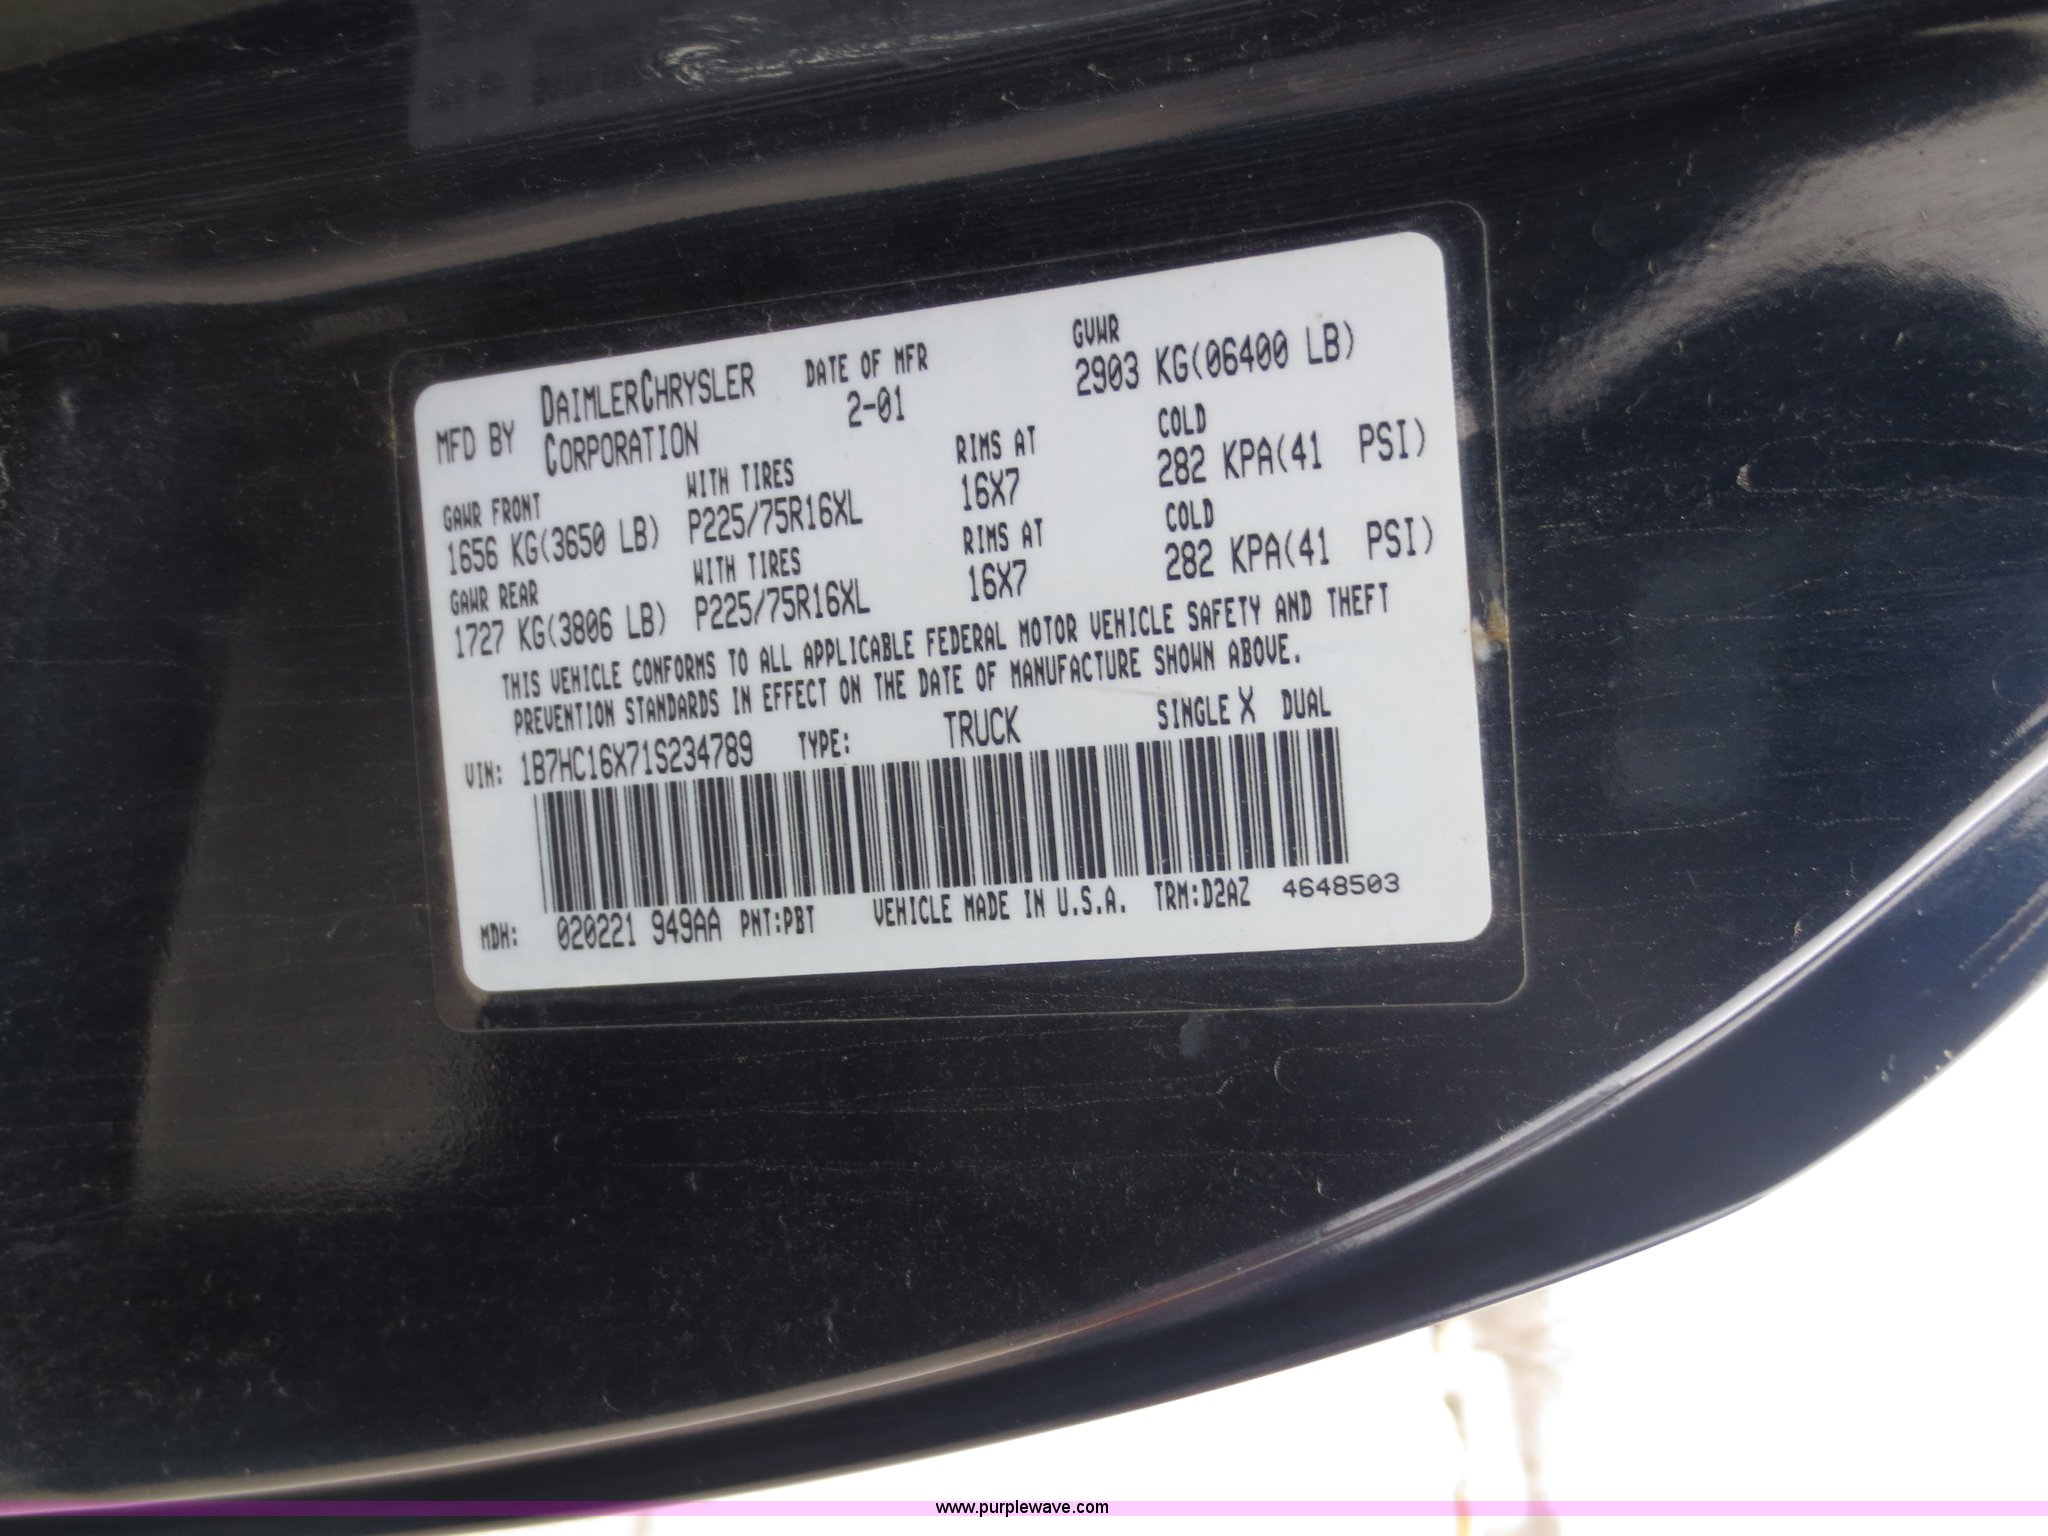 MFD BY DAIMLERCHRYSLER CORPORATION
DATE OF MFR
2-01
GVWR
2903 KG(06400 LB)
GAWR FRONT WITH TIRES RIMS AT COLD
1656 KG(3650 LB) P225/75R16XL 16X7 282 KPA(41 PSI)
GAWR REAR WITH TIRES RIMS AT COLD
1727 KG(3806 LB) P225/75R16XL 16X7 282 KPA(41 PSI)
THIS VEHICLE CONFORMS TO ALL APPLICABLE FEDERAL MOTOR VEHICLE SAFETY AND THEFT
PREVENTION STANDARDS IN EFFECT ON THE DATE OF MANUFACTURE SHOWN ABOVE.
VIN: 1B7HC16X71S234789 TYPE: TRUCK SINGLE X DUAL
MDH: 020221 949AA PNT:PBT VEHICLE MADE IN U.S.A. TRM:D2AZ 4648503
www.purplewave.com